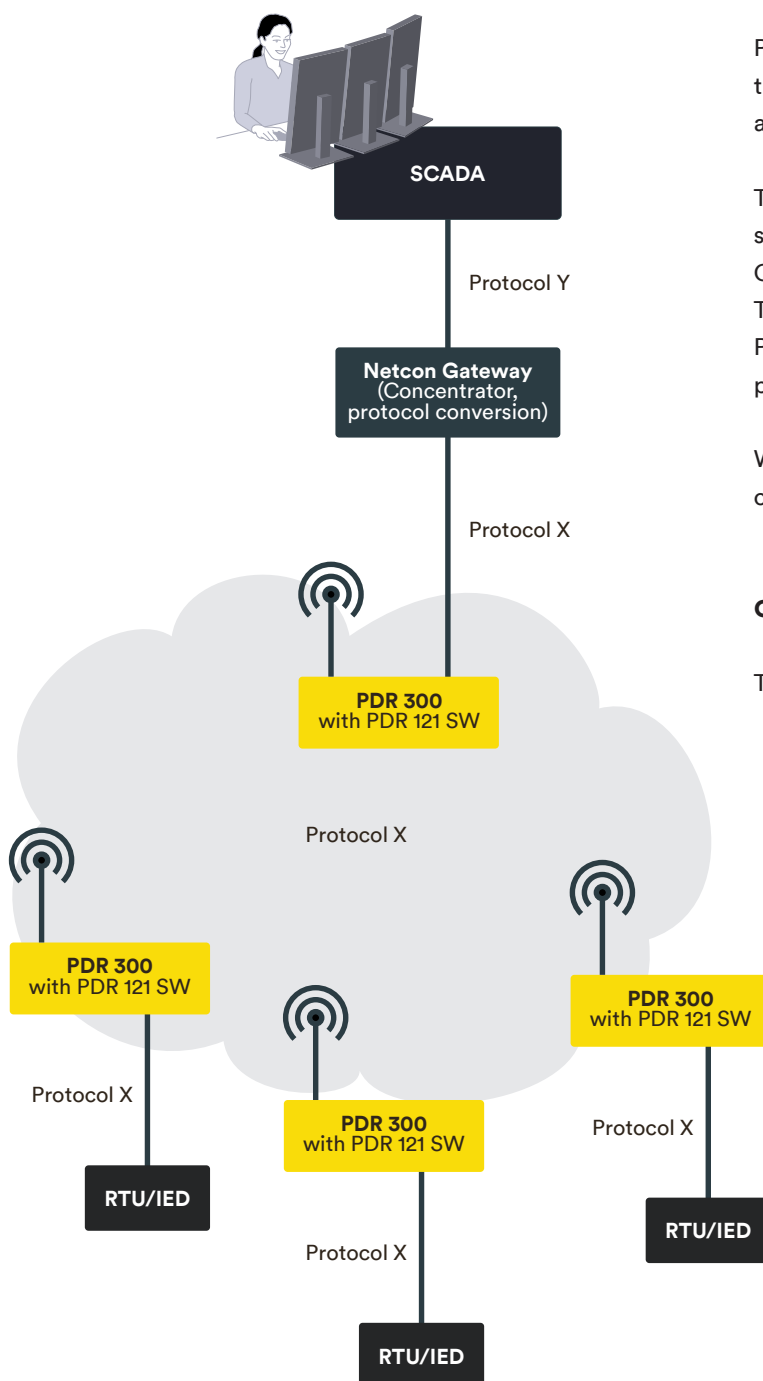 SCADA
Protocol Y
Netcon Gateway
(Concentrator,
protocol conversion)
Protocol X
PDR 300
with PDR 121 SW
Protocol X
PDR 300
with PDR 121 SW
PDR 300
with PDR 121 SW
PDR 300
with PDR 121 SW
Protocol X
Protocol X
Protocol X
RTU/IED
RTU/IED
RTU/IED